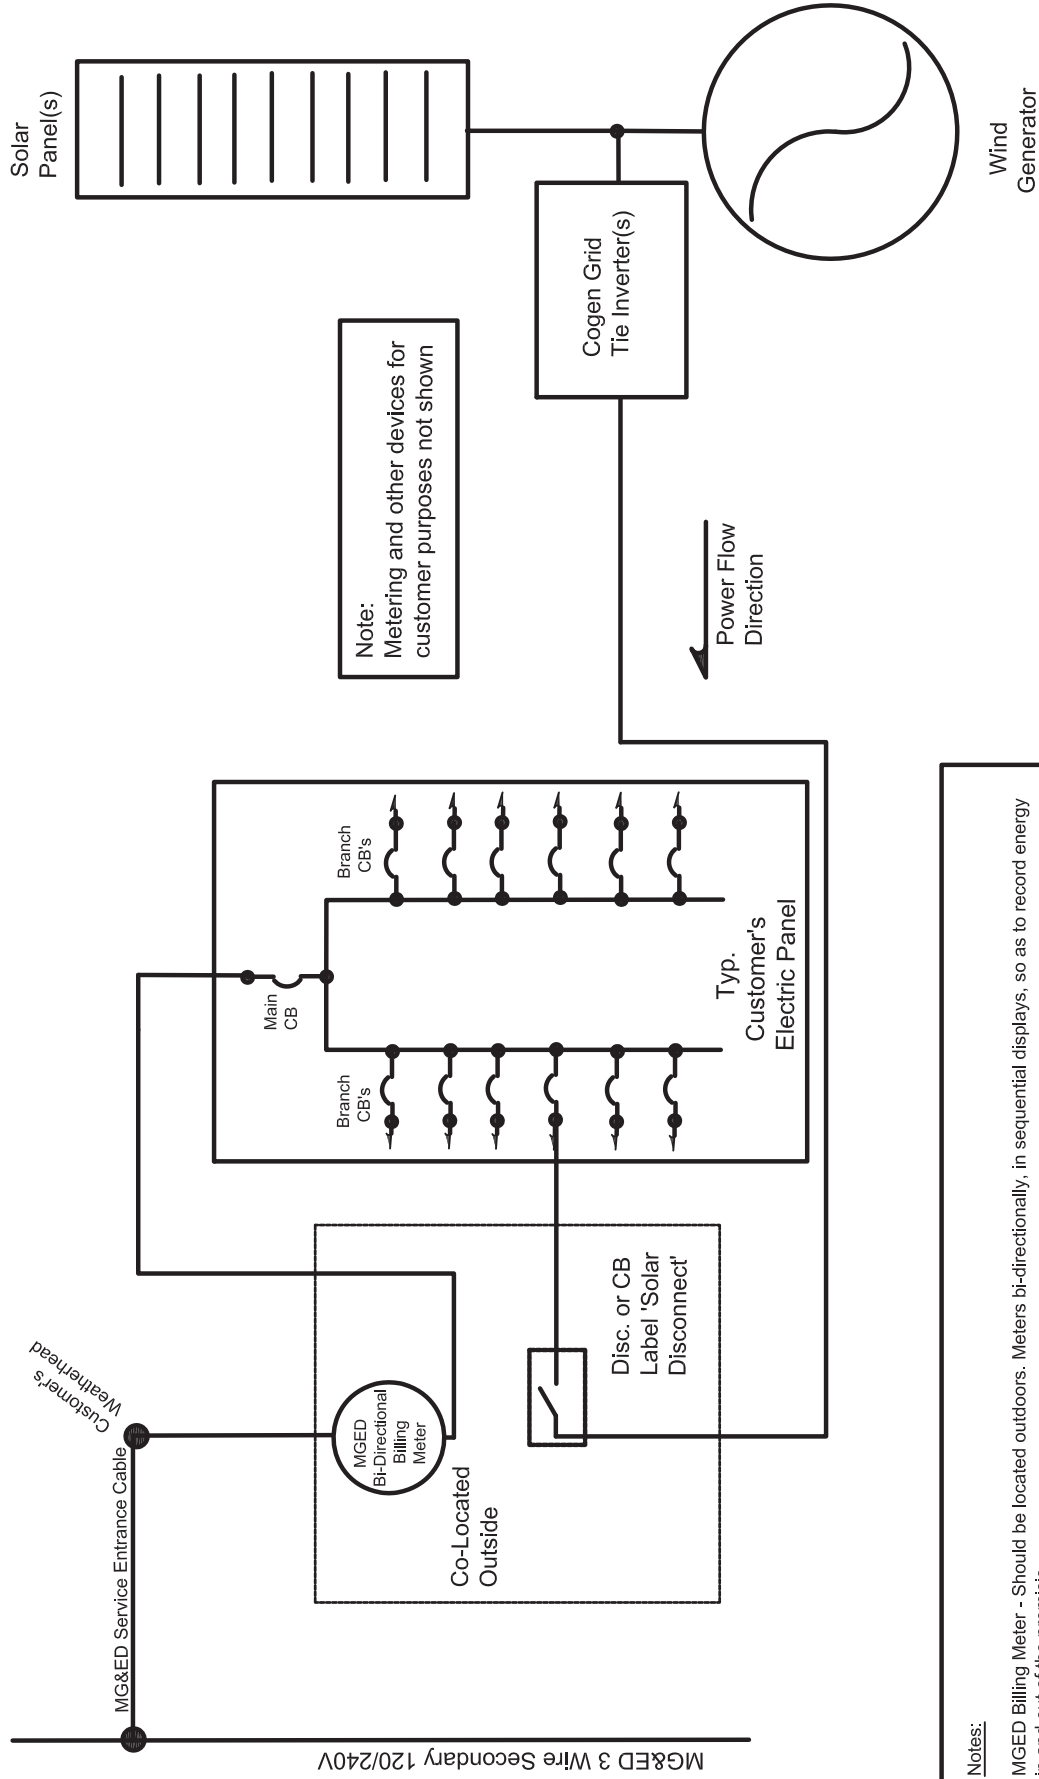 Solar
Panel(s)
Wind
Generator
Cogen Grid
Tie Inverter(s)
Note:
Metering and other devices for
customer purposes not shown
Power Flow
Direction
Branch
CB's
Main
CB
Branch
CB's
Typ.
Customer's
Electric Panel
Customer's
Weatherhead
MG&ED Service Entrance Cable
MGED
Bi-Directional
Billing
Meter
Co-Located
Outside
Disc. or CB
Label 'Solar
Disconnect'
MG&ED 3 Wire Secondary 120/240V
Notes:
MGED Billing Meter - Should be located outdoors. Meters bi-directionally, in sequential displays, so as to record energy